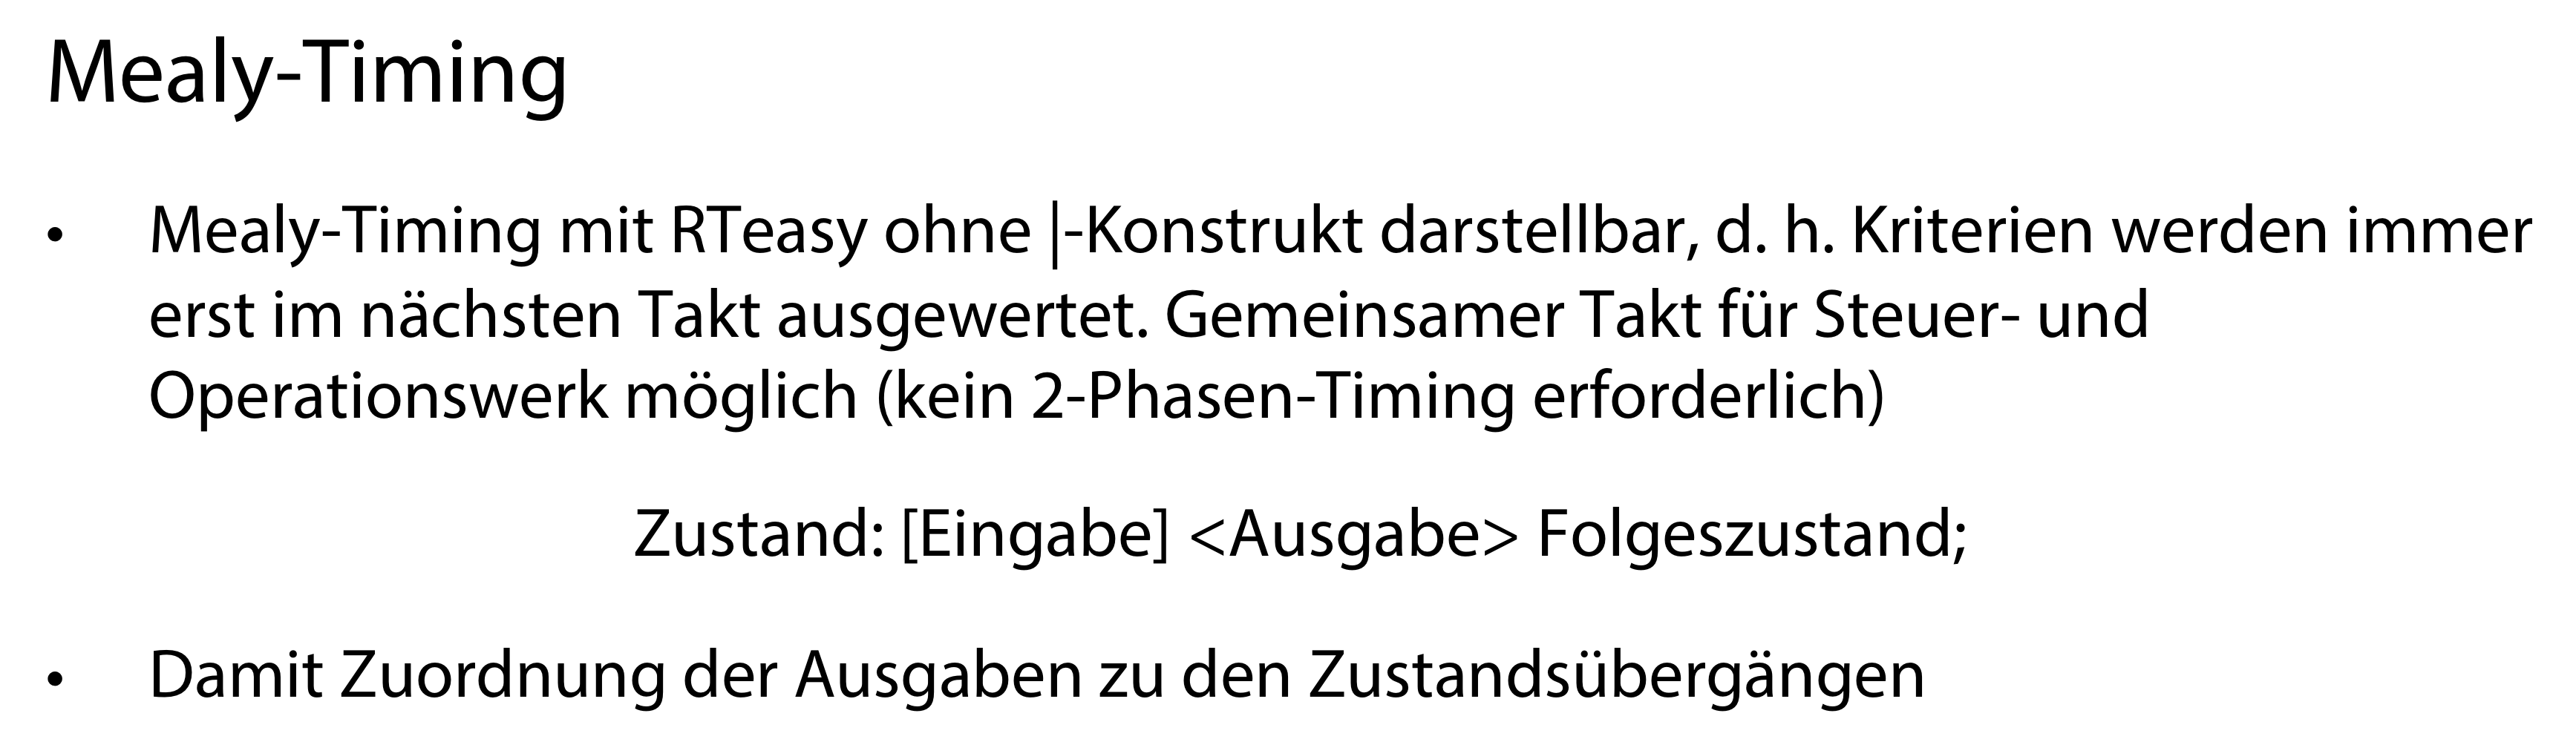 Mealy-Timing
• Mealy-Timing mit RTeasy ohne |-Konstrukt darstellbar, d. h. Kriterien werden immer
erst im nächsten Takt ausgewertet. Gemeinsamer Takt für Steuer- und
Operationswerk möglich (kein 2-Phasen-Timing erforderlich)
Zustand: [Eingabe] <Ausgabe> Folgeszustand;
• Damit Zuordnung der Ausgaben zu den Zustandsübergängen